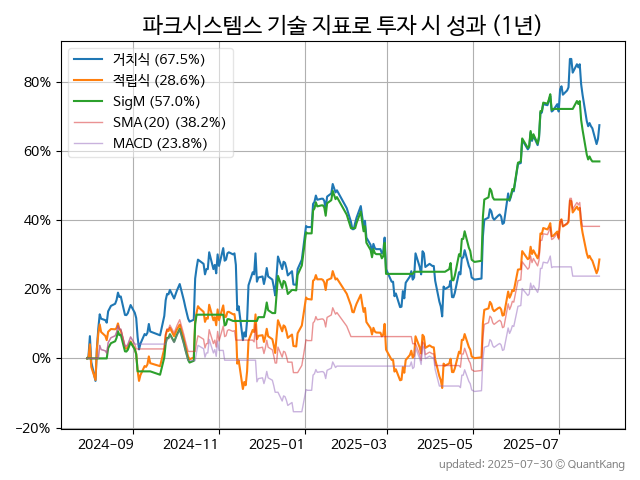 파크시스템스 기술 지표로 투자 시 성과 (1년)
거치식 (67.5%)
적립식 (28.6%)
SigM (57.0%)
SMA(20) (38.2%)
MACD (23.8%)
80%
60%
40%
20%
0%
−20%
2024-09 2024-11 2025-01 2025-03 2025-05 2025-07
updated: 2025-07-30 © QuantKang